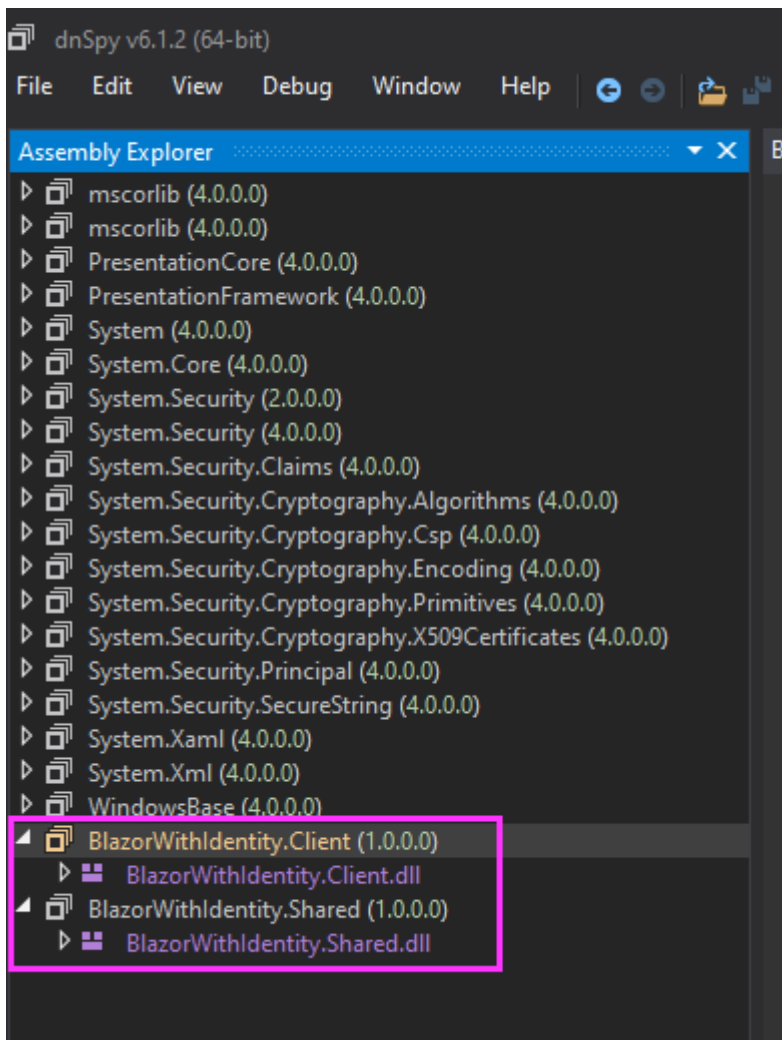 dnSpy v6.1.2 (64-bit)
File Edit View Debug Window Help
Assembly Explorer
mscorlib (4.0.0.0)
mscorlib (4.0.0.0)
PresentationCore (4.0.0.0)
PresentationFramework (4.0.0.0)
System (4.0.0.0)
System.Core (4.0.0.0)
System.Security (2.0.0.0)
System.Security (4.0.0.0)
System.Security.Claims (4.0.0.0)
System.Security.Cryptography.Algorithms (4.0.0.0)
System.Security.Cryptography.Csp (4.0.0.0)
System.Security.Cryptography.Encoding (4.0.0.0)
System.Security.Cryptography.Primitives (4.0.0.0)
System.Security.Cryptography.X509Certificates (4.0.0.0)
System.Security.Principal (4.0.0.0)
System.Security.SecureString (4.0.0.0)
System.Xaml (4.0.0.0)
System.Xml (4.0.0.0)
WindowsBase (4.0.0.0)
BlazorWithIdentity.Client (1.0.0.0)
BlazorWithIdentity.Client.dll
BlazorWithIdentity.Shared (1.0.0.0)
BlazorWithIdentity.Shared.dll